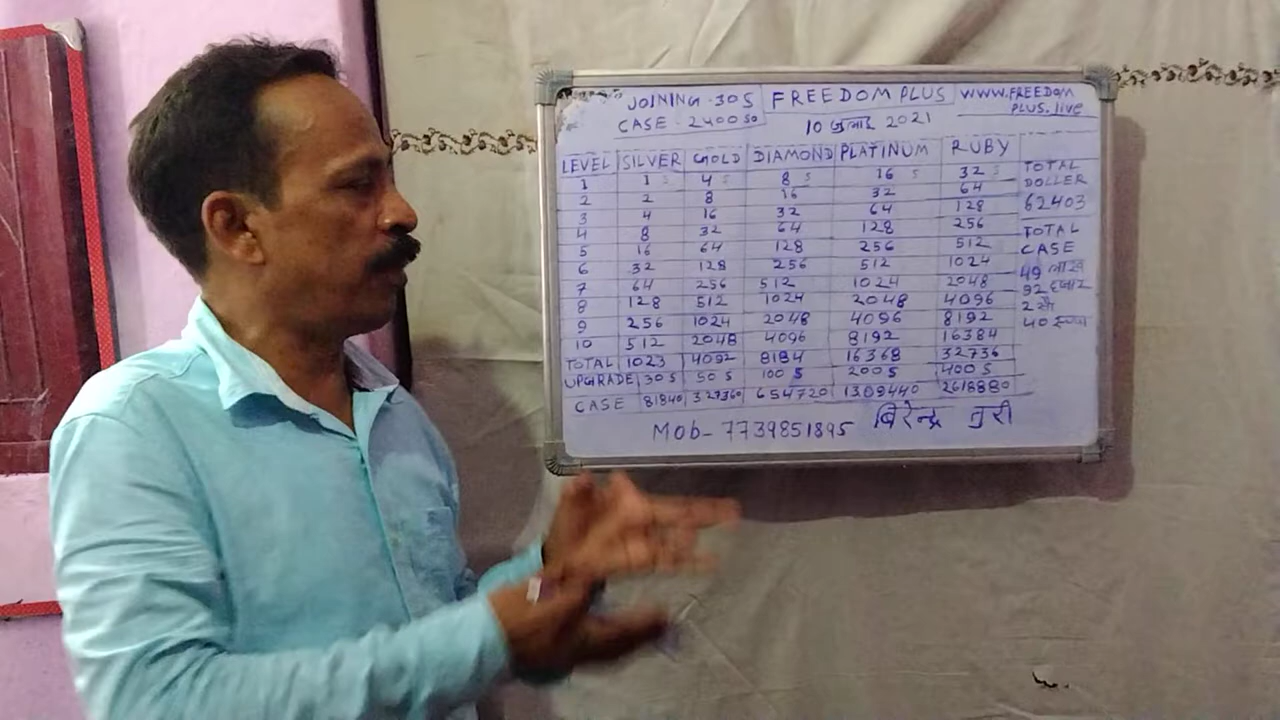 JOINING-30$ FREEDOM PLUS WWW.FREEDOM
CASE-2400 50 10 जुलाई 2021 PLUS.live
LEVEL SILVER GOLD DIAMOND PLATINUM RUBY
1 1$ 4$ 8$ 16$ 32$
2 2 8 16 32 64
3 4 16 32 64 128
4 8 32 64 128 256
5 16 64 128 256 512
6 32 128 256 512 1024
7 64 256 512 1024 2048
8 128 512 1024 2048 4096
9 256 1024 2048 4096 8192
10 512 2048 4096 8192 16384
TOTAL 1023 4092 8184 16368 32736
UPGRADE 30$ 50$ 100$ 200$ 400$
CASE 81840 327360 654720 1309440 2618880
TOTAL
DOLLER
62403
TOTAL
CASE
49 लाख
92 हजार
2 सौ
40 रूपया
Mob- 7739851895 बिरेन्द्र